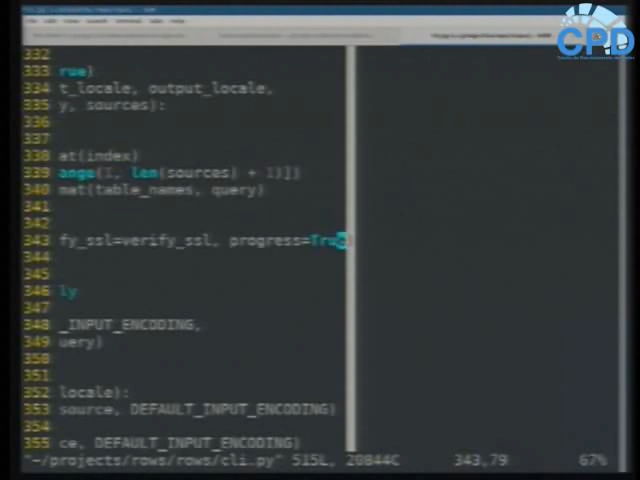 CPD
332
333 rue)
334 t_locale, output_locale,
335 y, sources):
336
337
338 at(index)
339 ange(1, len(sources) + 1)])
340 mat(table_names, query)
341
342
343 fy_ssl=verify_ssl, progress=True)
344
345
346 ly
347
348 _INPUT_ENCODING,
349 uery)
350
351
352 locale):
353 source, DEFAULT_INPUT_ENCODING)
354
355 ce, DEFAULT_INPUT_ENCODING)
"~/projects/rows/rows/cli.py" 515L, 20844C 343,79 67%